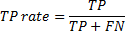 TP rate = TP / TP + FN